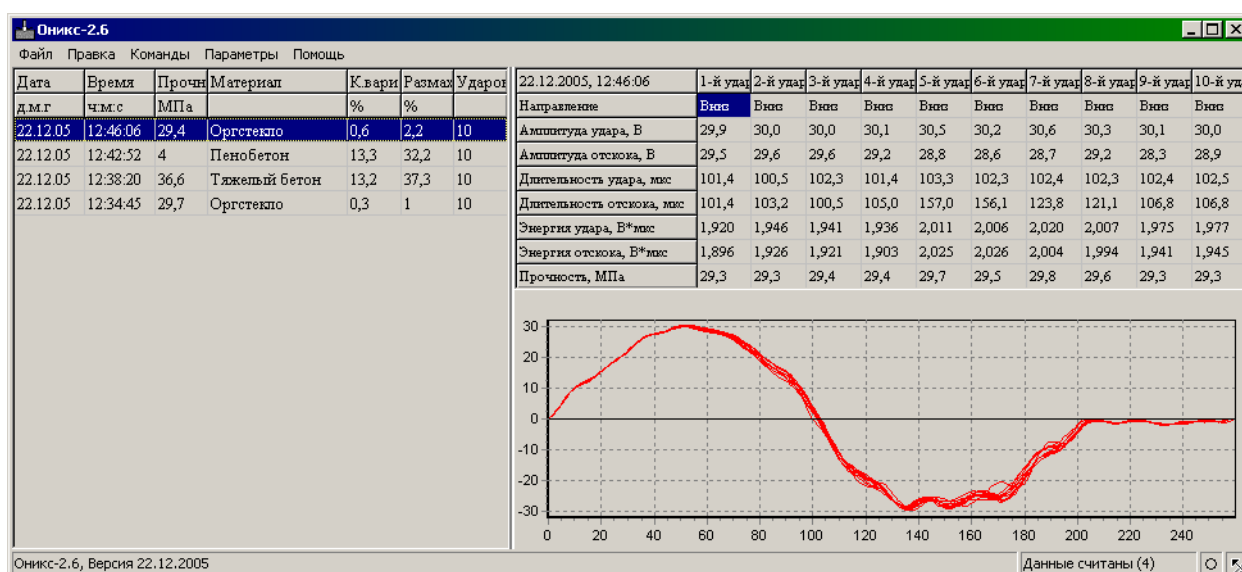 Оникс-2.6
Файл Правка Команды Параметры Помощь
Дата Время Прочн Материал К.вари Размах Ударов
д.м.г ч:м:с МПа % %
22.12.05 12:46:06 29,4 Оргстекло 0,6 2,2 10
22.12.05 12:42:52 4 Пенобетон 13,3 32,2 10
22.12.05 12:38:20 36,6 Тяжелый бетон 13,2 37,3 10
22.12.05 12:34:45 29,7 Оргстекло 0,3 1 10
22.12.2005, 12:46:06 1-й удар 2-й удар 3-й удар 4-й удар 5-й удар 6-й удар 7-й удар 8-й удар 9-й удар 10-й уд
Направление Вниз Вниз Вниз Вниз Вниз Вниз Вниз Вниз Вниз Вниз
Амплитуда удара, В 29,9 30,0 30,0 30,1 30,5 30,2 30,6 30,3 30,1 30,0
Амплитуда отскока, В 29,5 29,6 29,6 29,2 28,8 28,6 28,7 29,2 28,3 28,9
Длительность удара, мкс 101,4 100,5 102,3 101,4 103,3 102,3 102,4 102,3 102,4 102,5
Длительность отскока, мкс 101,4 103,2 100,5 105,0 157,0 156,1 123,8 121,1 106,8 106,8
Энергия удара, В*мкс 1,920 1,946 1,941 1,936 2,011 2,006 2,020 2,007 1,975 1,977
Энергия отскока, В*мкс 1,896 1,926 1,921 1,903 2,025 2,026 2,004 1,994 1,941 1,945
Прочность, МПа 29,3 29,3 29,4 29,4 29,7 29,5 29,8 29,6 29,3 29,3
30
20
10
0
-10
-20
-30
0 20 40 60 80 100 120 140 160 180 200 220 240
Оникс-2.6, Версия 22.12.2005 Данные считаны (4)